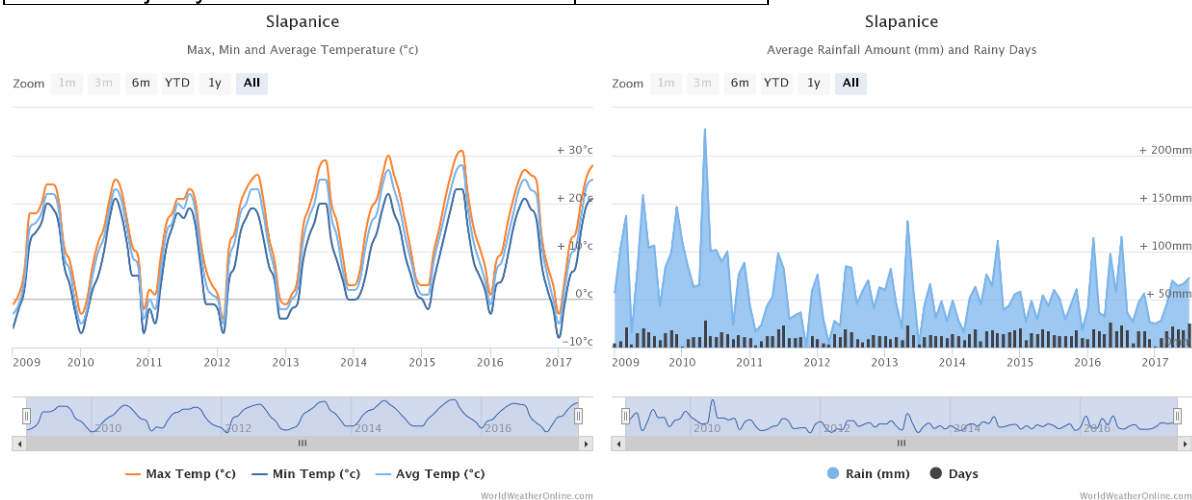 Slapanice
Max, Min and Average Temperature (°c)
Zoom 1m 3m 6m YTD 1y All
+ 30°c
+ 20°c
+ 10°c
0°c
-10°c
2009 2010 2011 2012 2013 2014 2015 2016 2017
2010 2012 2014 2016
Max Temp (°c) Min Temp (°c) Avg Temp (°c)
WorldWeatherOnline.com
Slapanice
Average Rainfall Amount (mm) and Rainy Days
Zoom 1m 3m 6m YTD 1y All
+ 200mm
+ 150mm
+ 100mm
+ 50mm
2009 2010 2011 2012 2013 2014 2015 2016 2017
2010 2012 2014 2016
Rain (mm) Days
WorldWeatherOnline.com